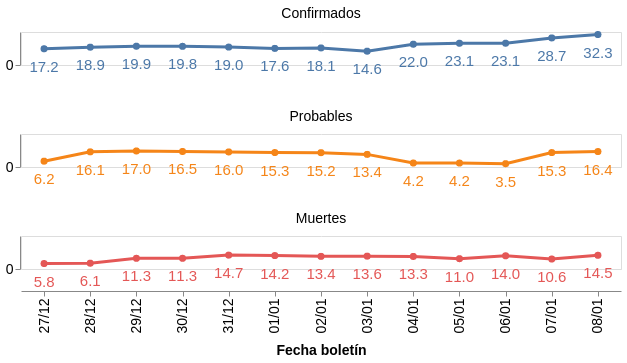 Confirmados
0
17.2 18.9 19.9 19.8 19.0 17.6 18.1 14.6 22.0 23.1 23.1 28.7 32.3
Probables
0
6.2 16.1 17.0 16.5 16.0 15.3 15.2 13.4 4.2 4.2 3.5 15.3 16.4
Muertes
0
5.8 6.1 11.3 11.3 14.7 14.2 13.4 13.6 13.3 11.0 14.0 10.6 14.5
27/12 28/12 29/12 30/12 31/12 01/01 02/01 03/01 04/01 05/01 06/01 07/01 08/01
Fecha boletín